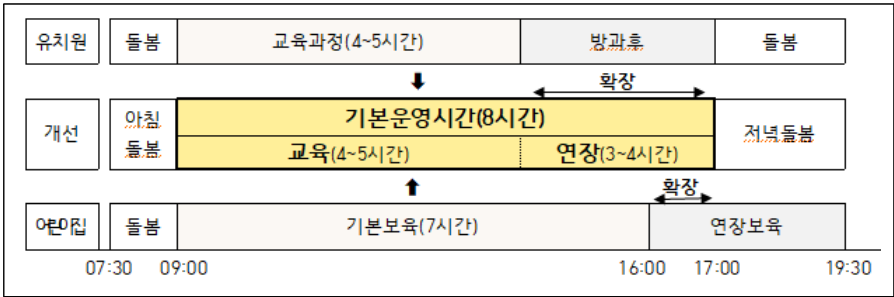 유치원 돌봄 교육과정(4~5시간) 방과후 돌봄
확장
개선 아침 돌봄 기본운영시간(8시간) 저녁돌봄
교육(4~5시간) 연장(3~4시간)
확장
어린이집 돌봄 기본보육(7시간) 연장보육
07:30 09:00 16:00 17:00 19:30